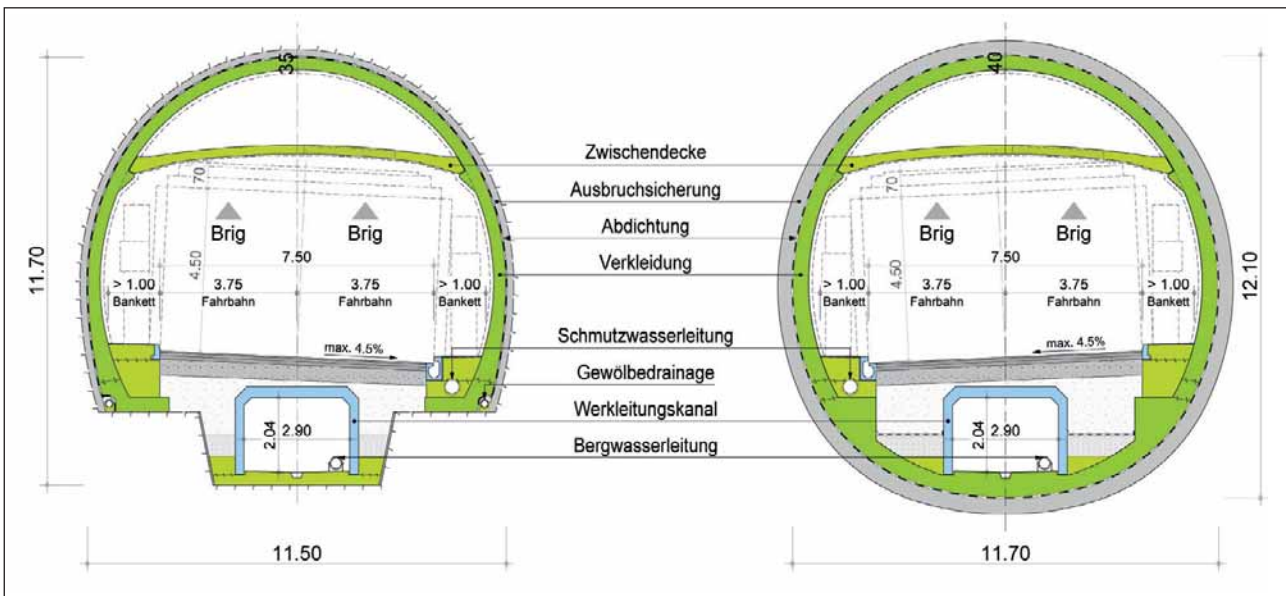 35
11.70
70
Brig
Brig
4.50
7.50
> 1.00
3.75
3.75
> 1.00
Bankett
Fahrbahn
Fahrbahn
Bankett
max. 4.5%
2.04
2.90
11.50
Zwischendecke
Ausbruchsicherung
Abdichtung
Verkleidung
Schmutzwasserleitung
Gewölbedrainage
Werkleitungskanal
Bergwasserleitung
40
12.10
70
Brig
Brig
4.50
7.50
> 1.00
3.75
3.75
> 1.00
Bankett
Fahrbahn
Fahrbahn
Bankett
max. 4.5%
2.04
2.90
11.70